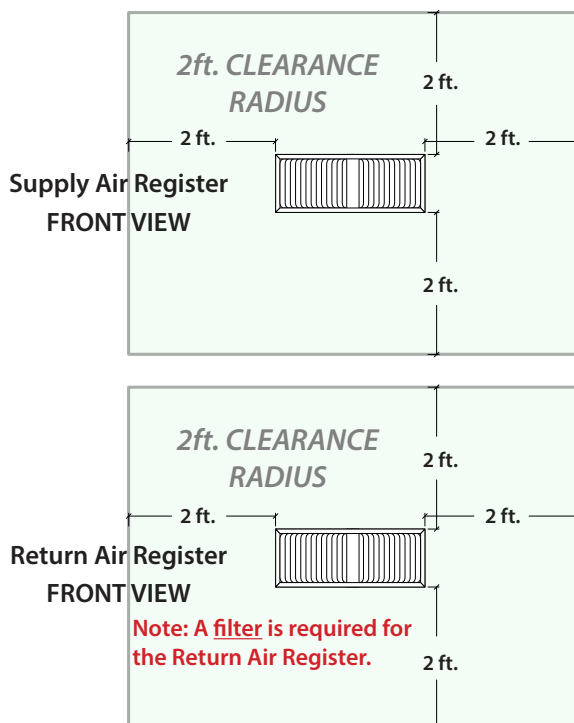 2ft. CLEARANCE
RADIUS
2 ft.
2 ft.
2 ft.
Supply Air Register
FRONT VIEW
2 ft.
2ft. CLEARANCE
RADIUS
2 ft.
2 ft.
2 ft.
Return Air Register
FRONT VIEW
Note: A filter is required for
the Return Air Register.
2 ft.